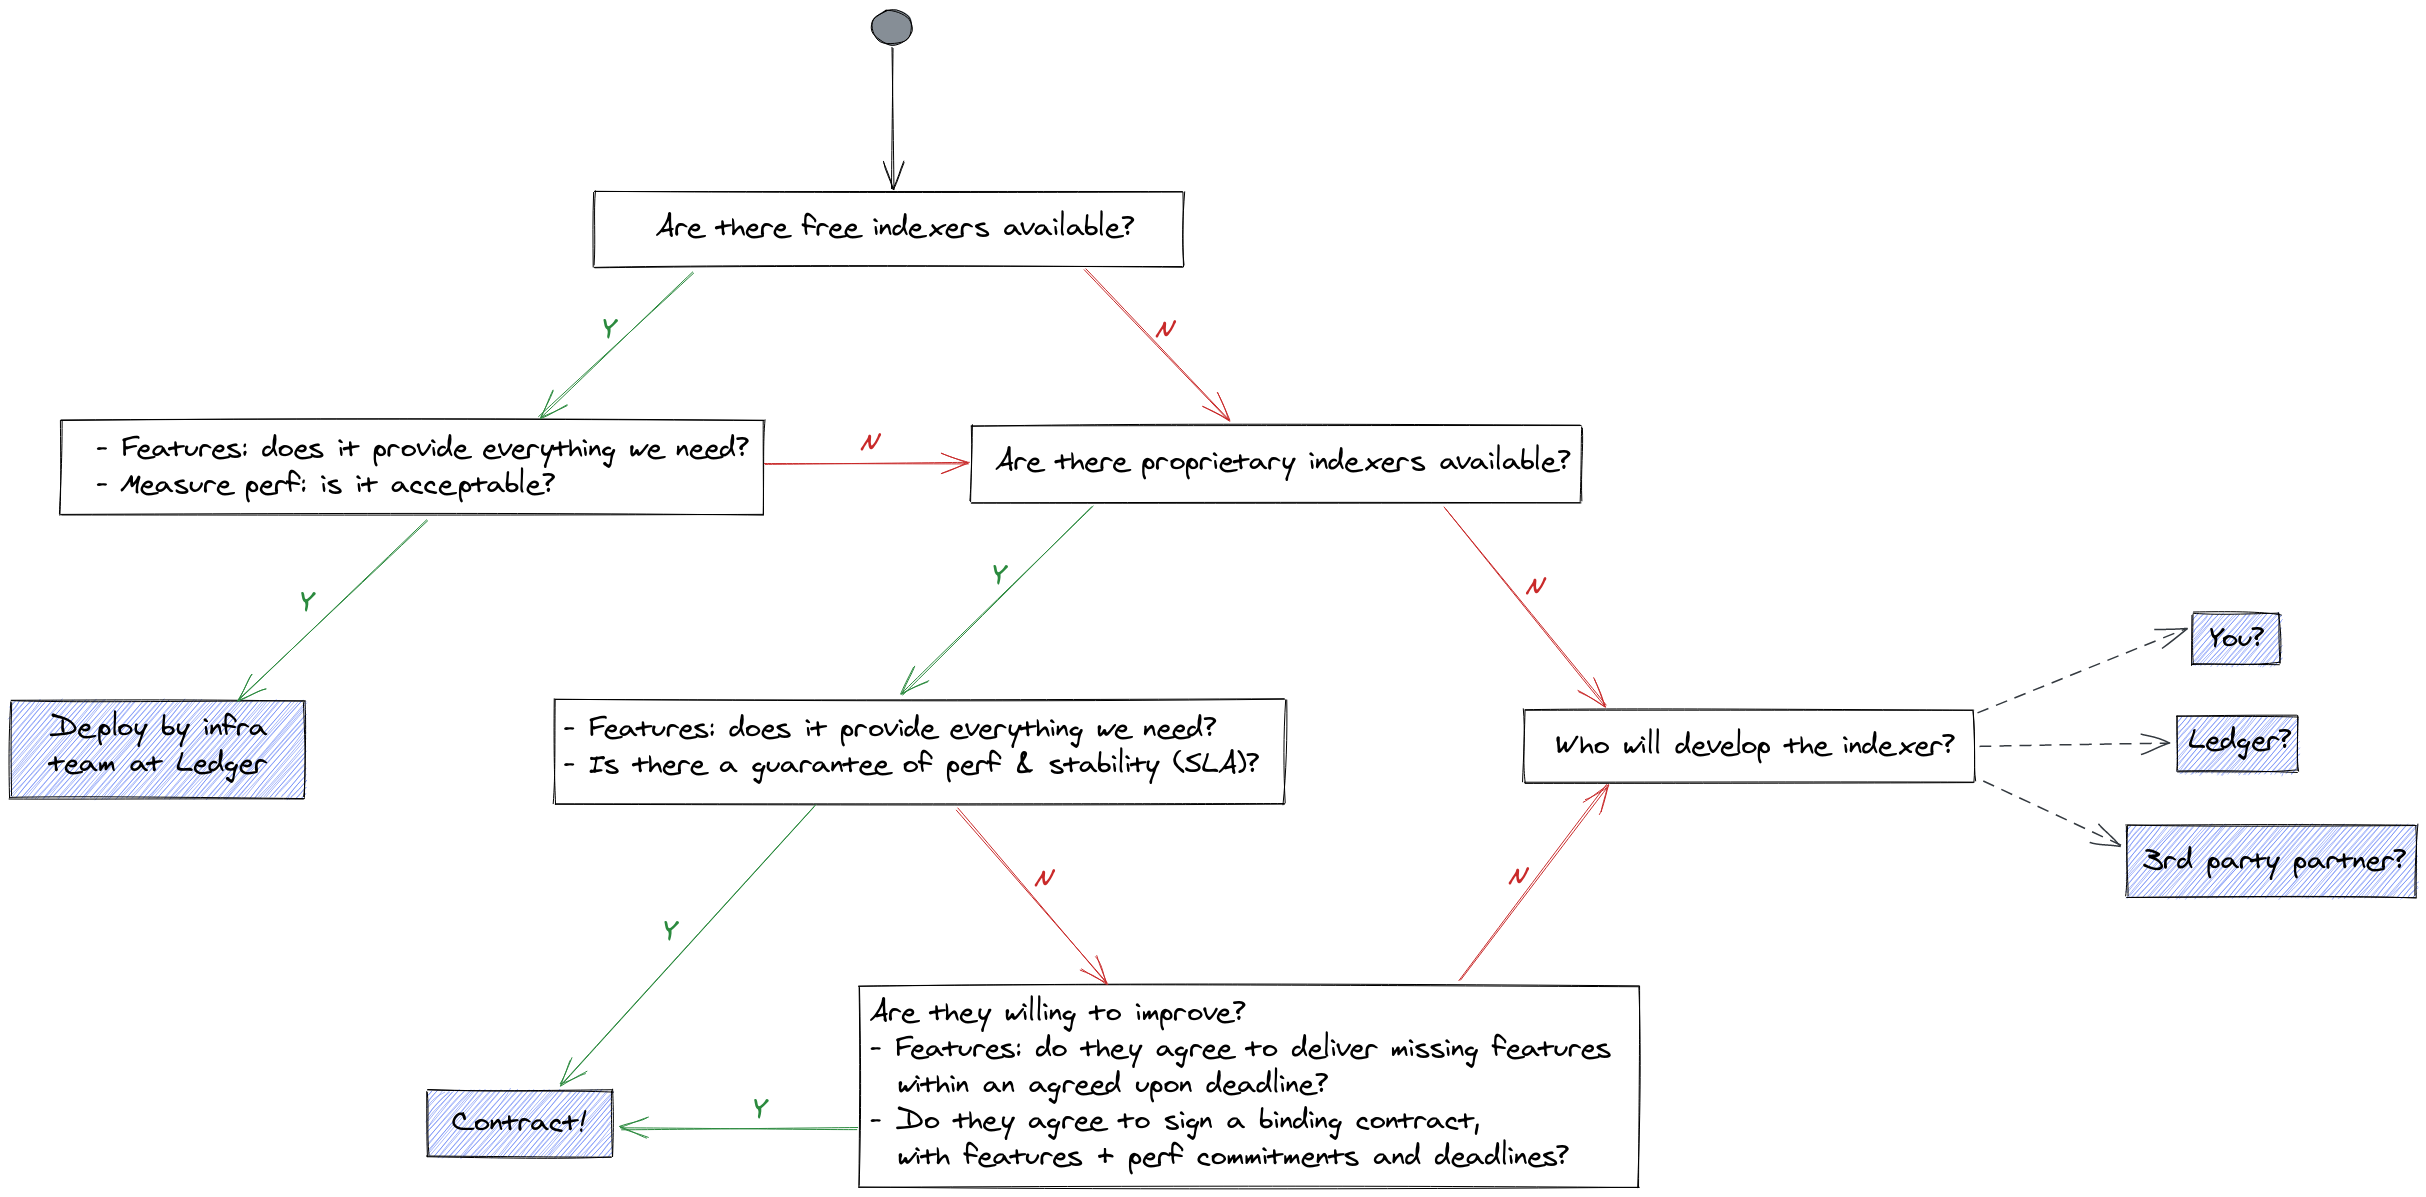 Are there free indexers available?
Y
N
- Features: does it provide everything we need?
- Measure perf: is it acceptable?
N
Are there proprietary indexers available?
Y
Y
N
Deploy by infra
team at Ledger
- Features: does it provide everything we need?
- Is there a guarantee of perf & stability (SLA)?
Who will develop the indexer?
You?
Ledger?
3rd party partner?
Y
N
N
Are they willing to improve?
- Features: do they agree to deliver missing features
within an agreed upon deadline?
- Do they agree to sign a binding contract,
with features + perf commitments and deadlines?
Y
Contract!